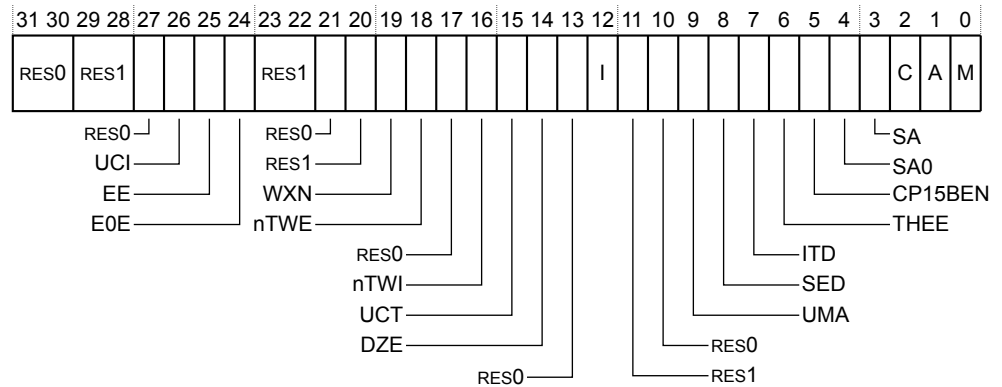 31 30 29 28 27 26 25 24 23 22 21 20 19 18 17 16 15 14 13 12 11 10 9 8 7 6 5 4 3 2 1 0
RES0 RES1 RES1 I C A M
RES0 RES0 SA
UCI RES1 SA0
EE WXN CP15BEN
E0E nTWE THEE
RES0 ITD
nTWI SED
UCT UMA
DZE RES0
RES0 RES1